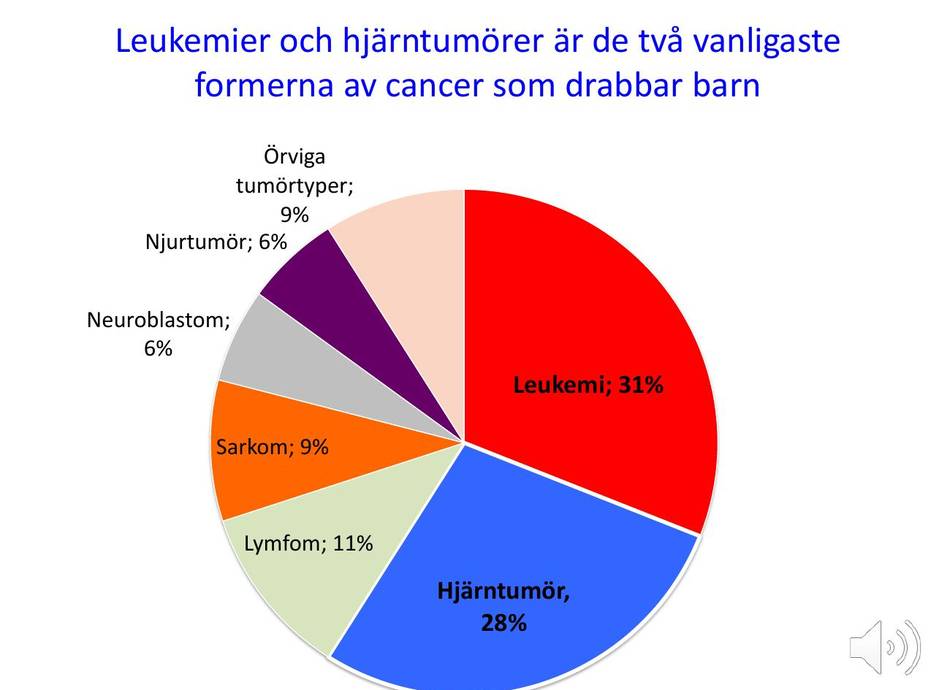 Leukemier och hjärntumörer är de två vanligaste
formerna av cancer som drabbar barn
Örviga
tumörtyper;
9%
Njurtumör; 6%
Neuroblastom;
6%
Leukemi; 31%
Sarkom; 9%
Lymfom; 11%
Hjärntumör,
28%